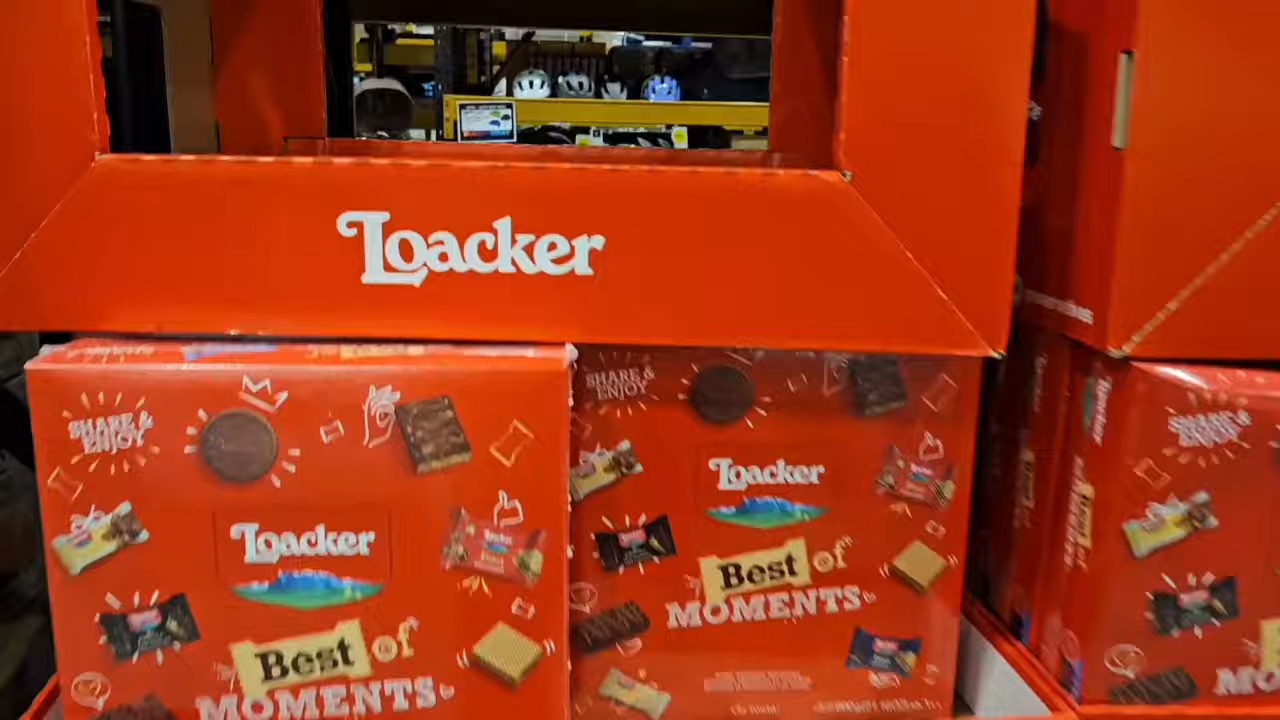 Loacker
SHARE &
ENJOY
Loacker
Best of
MOMENTS
SHARE &
ENJOY
Loacker
Best of
MOMENTS
SHARE &
ENJOY